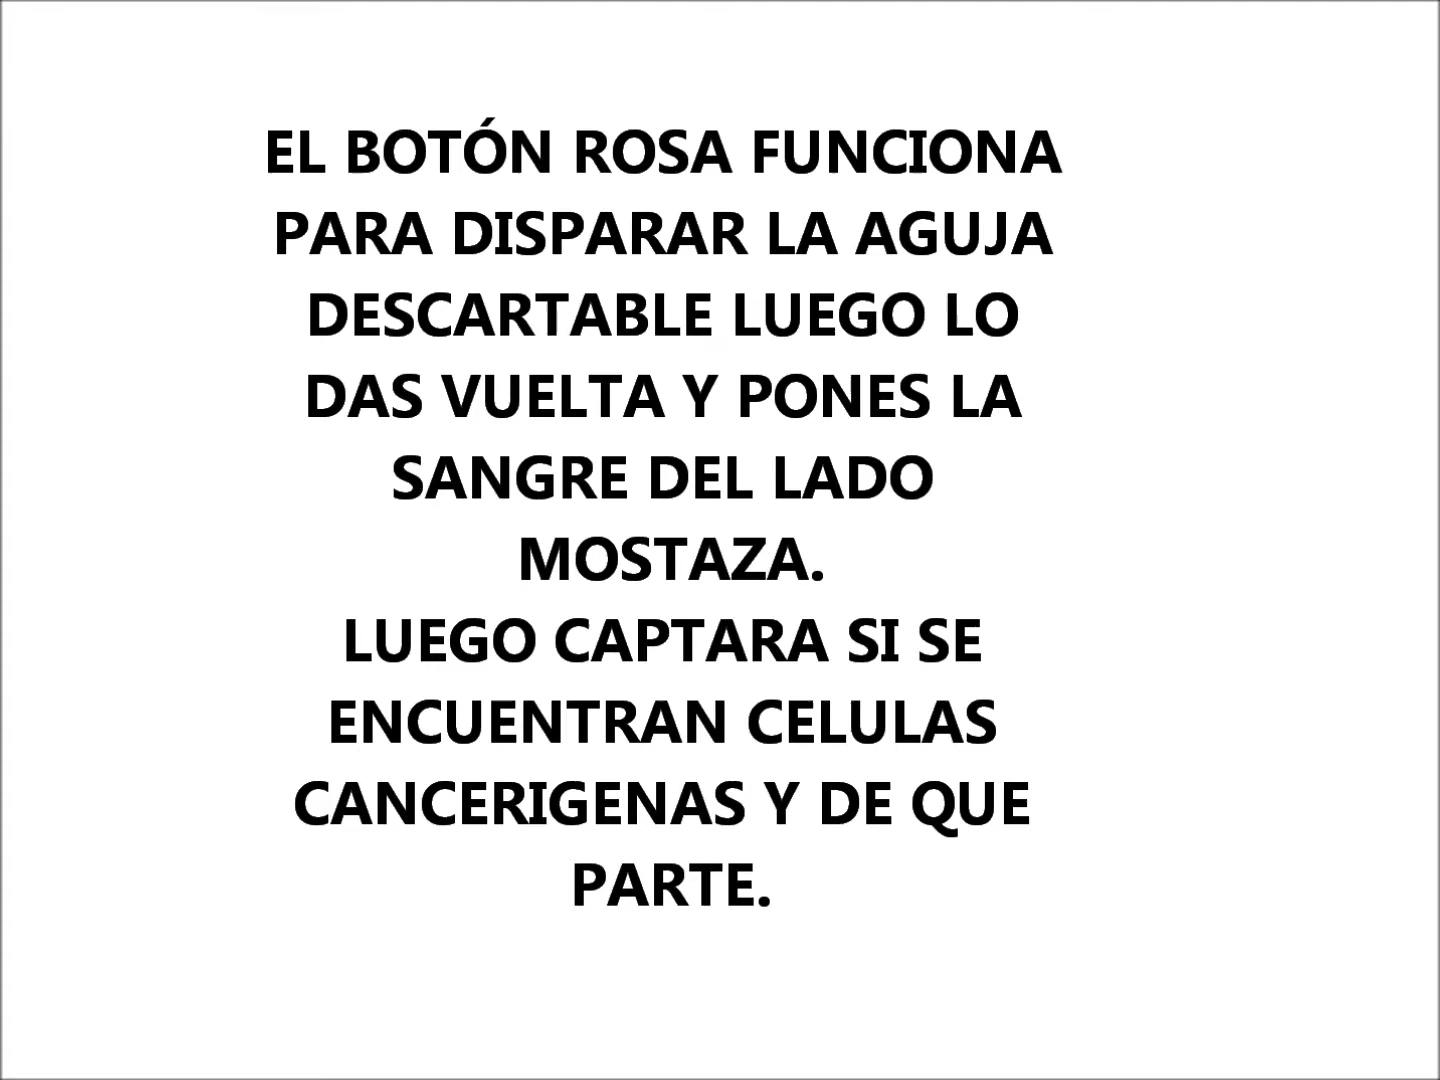 EL BOTÓN ROSA FUNCIONA
PARA DISPARAR LA AGUJA
DESCARTABLE LUEGO LO
DAS VUELTA Y PONES LA
SANGRE DEL LADO
MOSTAZA.
LUEGO CAPTARA SI SE
ENCUENTRAN CELULAS
CANCERIGENAS Y DE QUE
PARTE.